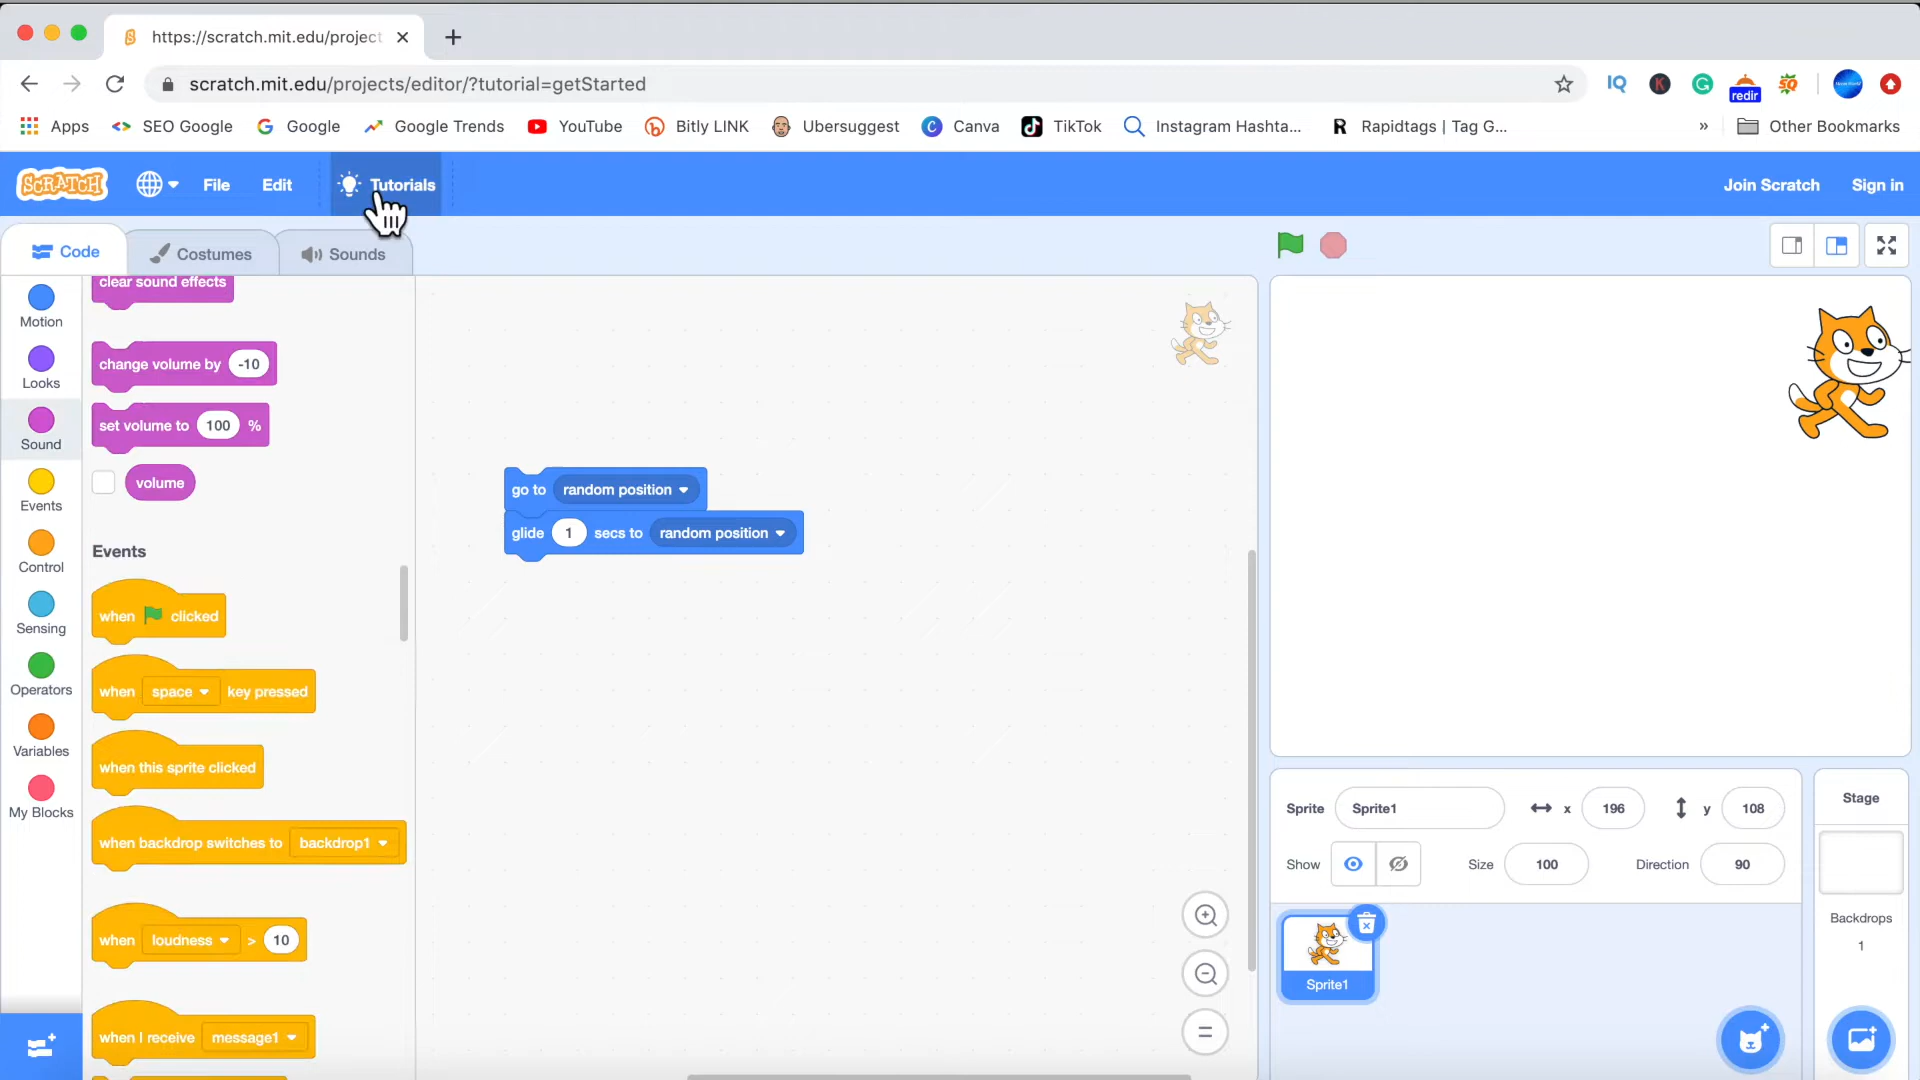 https://scratch.mit.edu/project
scratch.mit.edu/projects/editor/?tutorial=getStarted
IQ
K
G
redir
SQ
Apps
SEO Google
Google
Google Trends
YouTube
Bitly LINK
Ubersuggest
Canva
TikTok
Instagram Hashta...
R Rapidtags | Tag G...
»
Other Bookmarks
SCRATCH
File
Edit
Tutorials
Join Scratch
Sign in
Code
Costumes
Sounds
Motion
Looks
Sound
Events
Control
Sensing
Operators
Variables
My Blocks
clear sound effects
change volume by -10
set volume to 100 %
volume
Events
when clicked
when space key pressed
when this sprite clicked
when backdrop switches to backdrop1
when loudness > 10
when I receive message1
go to random position
glide 1 secs to random position
Sprite Sprite1 x 196 y 108
Show Size 100 Direction 90
Sprite1
Stage
Backdrops
1